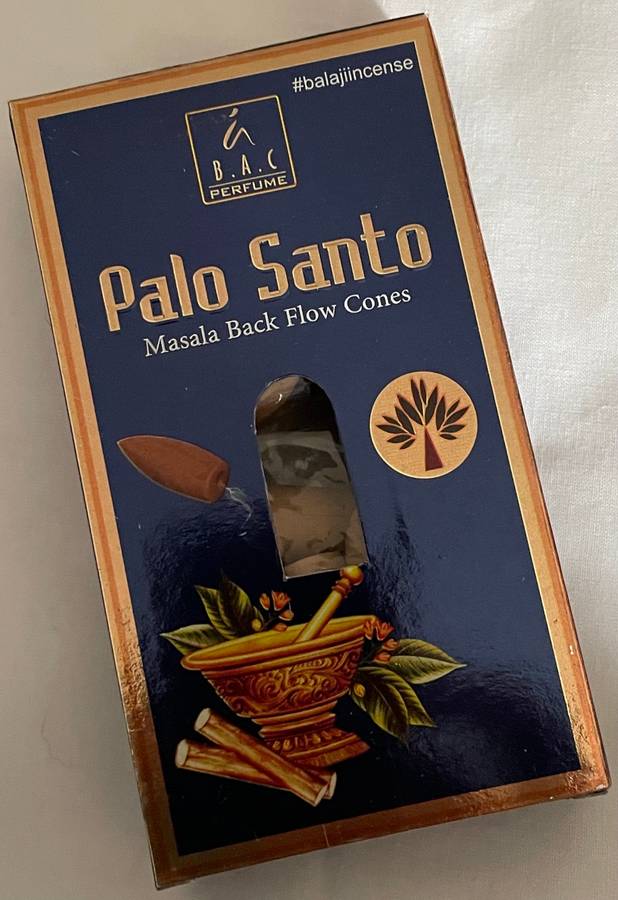 #balajiincense
B.A.C
PERFUME
Palo Santo
Masala Back Flow Cones